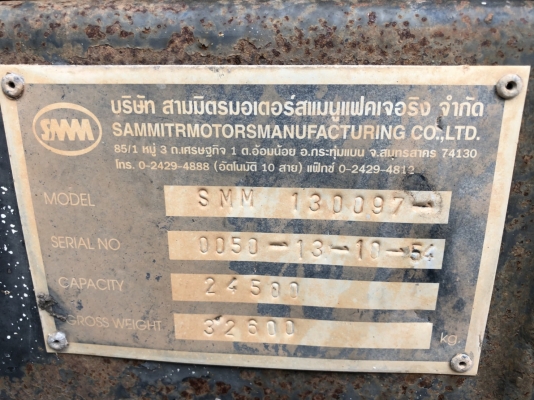 SMM
บริษัท สามมิตรมอเตอร์สแมนูแฟคเจอริง จำกัด
SAMMITRMOTORSMANUFACTURING CO.,LTD.
85/1 หมู่ 3 ถ.เศรษฐกิจ 1 ต.อ้อมน้อย อ.กระทุ่มแบน จ.สมุทรสาคร 74130
โทร. 0-2429-4888 (อัตโนมัติ 10 สาย) แฟ็กซ์ 0-2429-4812
MODEL SMM 130097-
SERIAL NO 0050-13-10-54
CAPACITY 24500
GROSS WEIGHT 32600 kg.